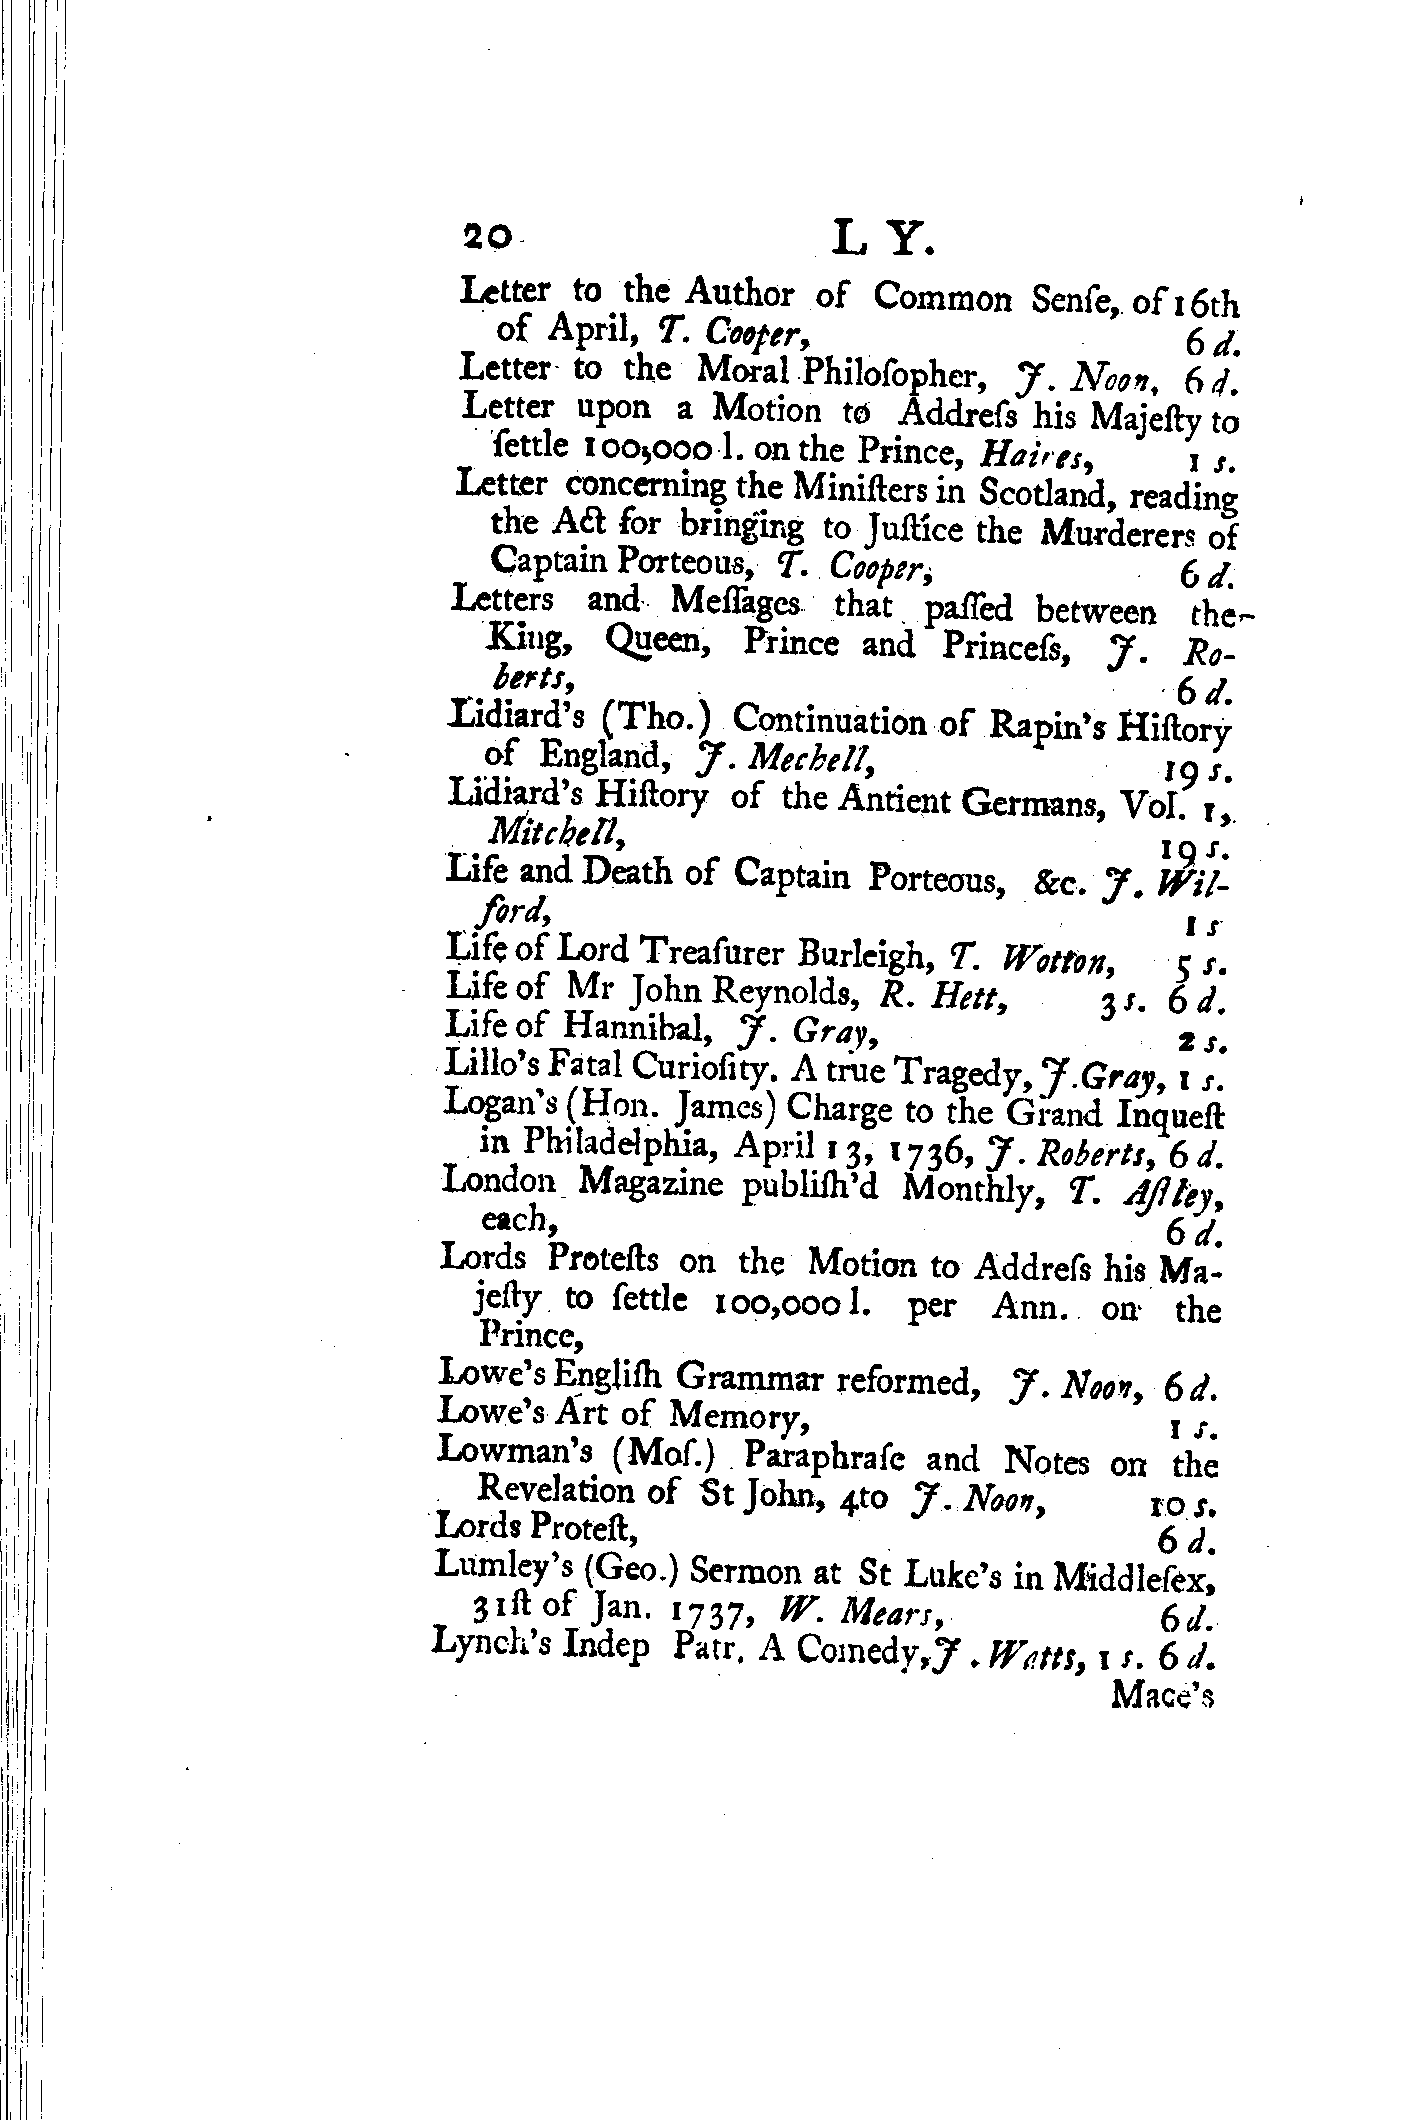 20 L Y.
Letter to the Author of Common Senſe, of 16th
of April, T. Cooper, 6 d.
Letter to the Moral Philoſopher, J. Noon, 6 d.
Letter upon a Motion to Addreſs his Majeſty to
ſettle 100,000 l. on the Prince, Haires, 1 s.
Letter concerning the Miniſters in Scotland, reading
the Act for bringing to Juſtice the Murderers of
Captain Porteous, T. Cooper, 6 d.
Letters and Meſſages that paſſed between the
King, Queen, Prince and Princeſs, J. Ro-
berts, 6 d.
Lidiard's (Tho.) Continuation of Rapin's Hiſtory
of England, J. Mechell, 19 s.
Lidiard's Hiſtory of the Antient Germans, Vol. 1,
Mitchell, 19 s.
Life and Death of Captain Porteous, &c. J. Wil-
ford, 1 s
Life of Lord Treaſurer Burleigh, T. Wotton, 5 s.
Life of Mr John Reynolds, R. Hett, 3 s. 6 d.
Life of Hannibal, J. Gray, 2 s.
Lillo's Fatal Curioſity. A true Tragedy, J. Gray, 1 s.
Logan's (Hon. James) Charge to the Grand Inqueſt
in Philadelphia, April 13, 1736, J. Roberts, 6 d.
London Magazine publiſh'd Monthly, T. Aſtley,
each, 6 d.
Lords Proteſts on the Motion to Addreſs his Ma-
jeſty to ſettle 100,000 l. per Ann. on the
Prince,
Lowe's Engliſh Grammar reformed, J. Noon, 6 d.
Lowe's Art of Memory, 1 s.
Lowman's (Moſ.) Paraphraſe and Notes on the
Revelation of St John, 4to J. Noon, 10 s.
Lords Proteſt, 6 d.
Lumley's (Geo.) Sermon at St Luke's in Middleſex,
31ſt of Jan. 1737, W. Mears, 6 d.
Lynch's Indep Patr. A Comedy, J. Watts, 1 s. 6 d.
Mace's